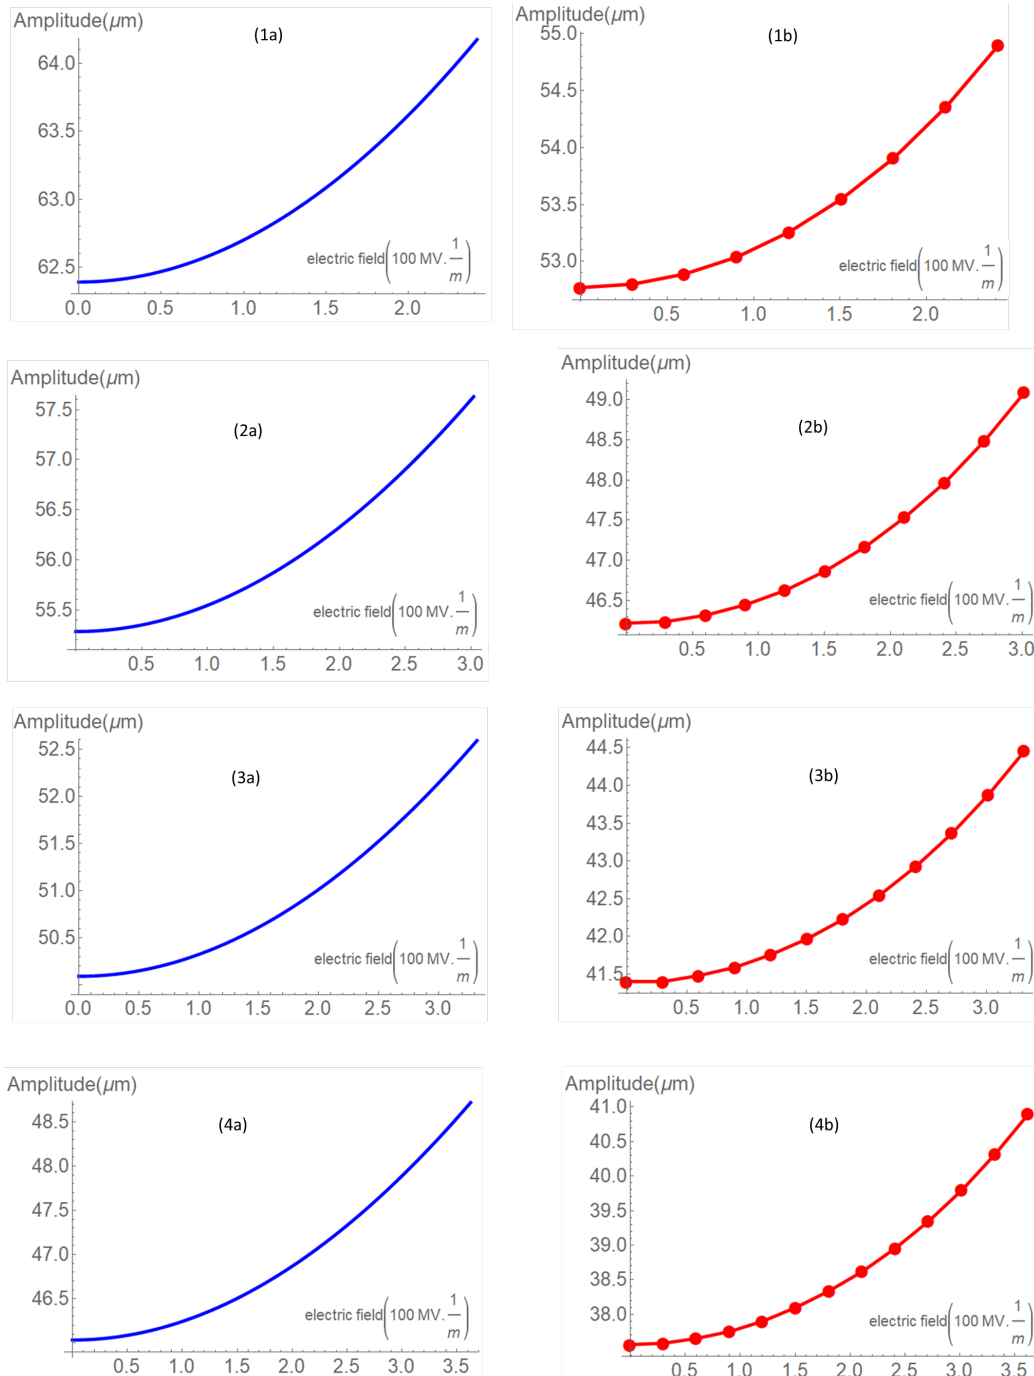 Amplitude(μm)
(1a)
64.0
63.5
63.0
62.5
electric field(100 MV. 1/m)
0.0 0.5 1.0 1.5 2.0
Amplitude(μm)
(1b)
55.0
54.5
54.0
53.5
53.0
electric field(100 MV. 1/m)
0.5 1.0 1.5 2.0
Amplitude(μm)
57.5
(2a)
57.0
56.5
56.0
55.5
electric field(100 MV. 1/m)
0.5 1.0 1.5 2.0 2.5 3.0
Amplitude(μm)
49.0
(2b)
48.5
48.0
47.5
47.0
46.5
electric field(100 MV. 1/m)
0.5 1.0 1.5 2.0 2.5 3.0
Amplitude(μm)
52.5
(3a)
52.0
51.5
51.0
50.5
electric field(100 MV. 1/m)
0.0 0.5 1.0 1.5 2.0 2.5 3.0
Amplitude(μm)
44.5
(3b)
44.0
43.5
43.0
42.5
42.0
41.5
electric field(100 MV. 1/m)
0.5 1.0 1.5 2.0 2.5 3.0
Amplitude(μm)
48.5
(4a)
48.0
47.5
47.0
46.5
electric field(100 MV. 1/m)
0.5 1.0 1.5 2.0 2.5 3.0 3.5
Amplitude(μm)
41.0
(4b)
40.5
40.0
39.5
39.0
38.5
38.0
electric field(100 MV. 1/m)
0.5 1.0 1.5 2.0 2.5 3.0 3.5